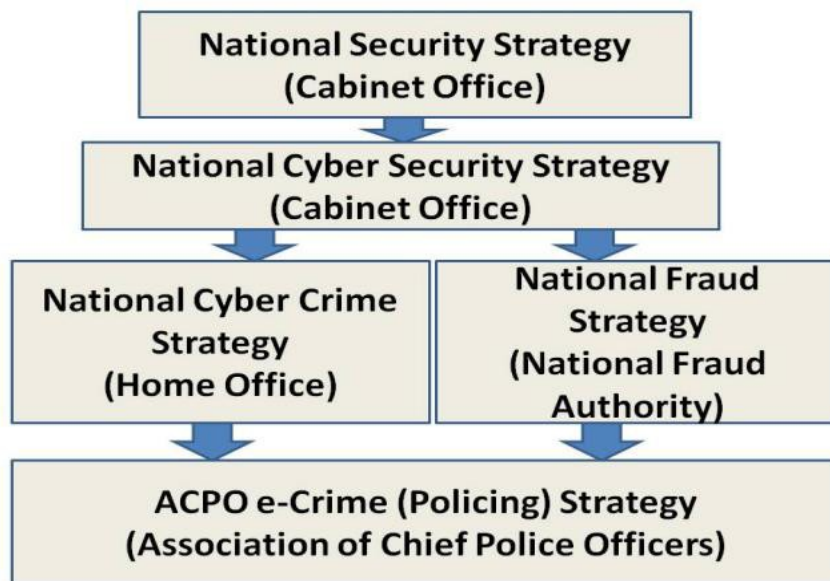 National Security Strategy
(Cabinet Office)
National Cyber Security Strategy
(Cabinet Office)
National Cyber Crime
Strategy
(Home Office)
National Fraud
Strategy
(National Fraud
Authority)
ACPO e-Crime (Policing) Strategy
(Association of Chief Police Officers)